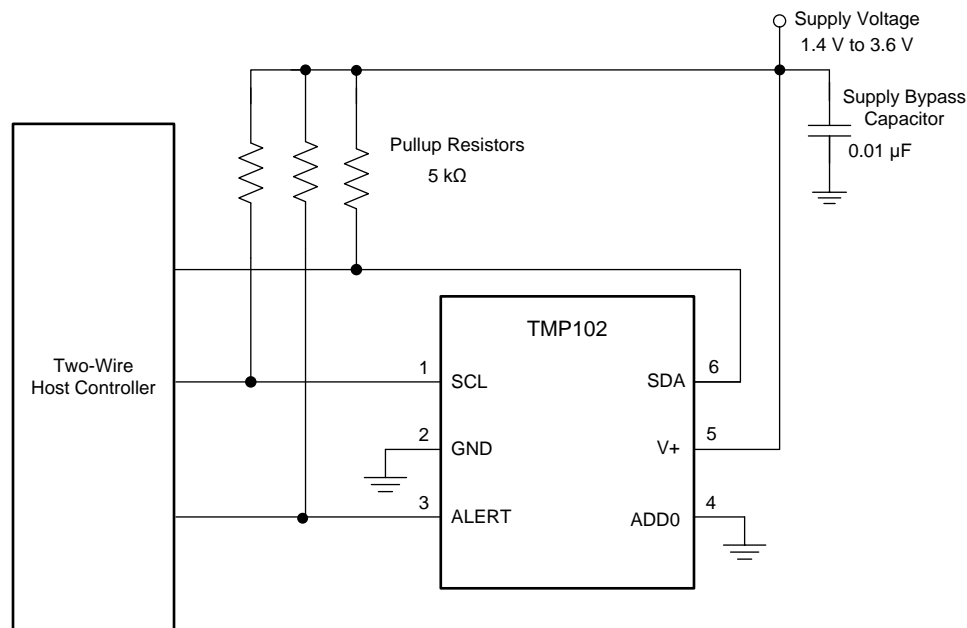 Supply Voltage
1.4 V to 3.6 V
Supply Bypass
Capacitor
0.01 µF
Pullup Resistors
5 kΩ
Two-Wire
Host Controller
TMP102
1
SCL
SDA
6
2
GND
V+
5
3
ALERT
ADD0
4